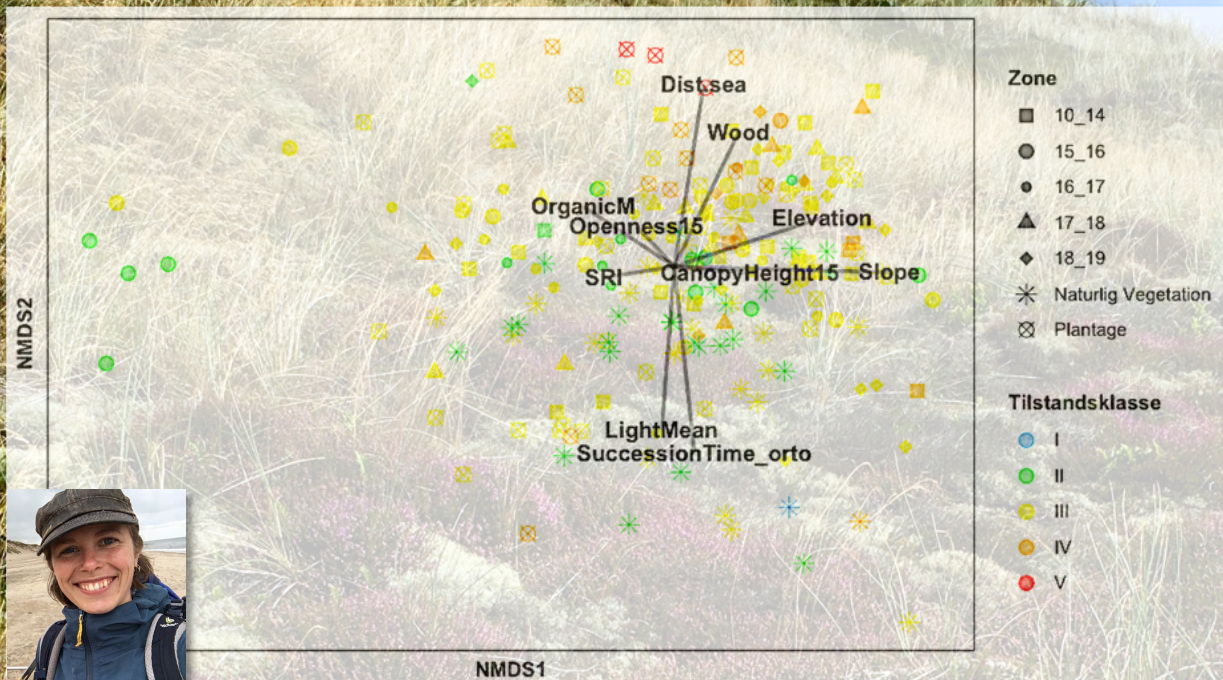 Dist.sea
Wood
OrganicM
Openness15
Elevation
SRI
CanopyHeight15
Slope
LightMean
SuccessionTime_orto
NMDS2
NMDS1
Zone
10_14
15_16
16_17
17_18
18_19
Naturlig Vegetation
Plantage
Tilstandsklasse
I
II
III
IV
V